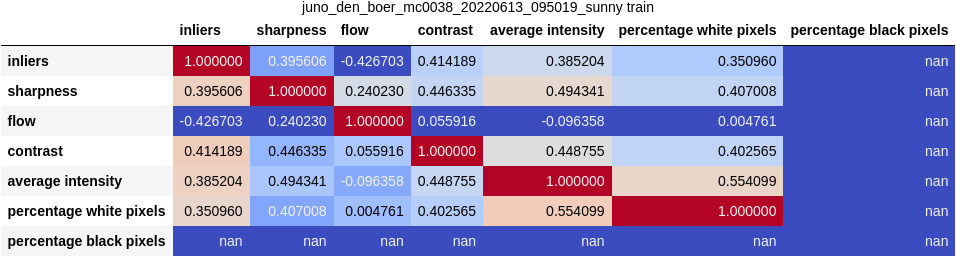 juno_den_boer_mc0038_20220613_095019_sunny train
inliers sharpness flow contrast average intensity percentage white pixels percentage black pixels
inliers 1.000000 0.395606 -0.426703 0.414189 0.385204 0.350960 nan
sharpness 0.395606 1.000000 0.240230 0.446335 0.494341 0.407008 nan
flow -0.426703 0.240230 1.000000 0.055916 -0.096358 0.004761 nan
contrast 0.414189 0.446335 0.055916 1.000000 0.448755 0.402565 nan
average intensity 0.385204 0.494341 -0.096358 0.448755 1.000000 0.554099 nan
percentage white pixels 0.350960 0.407008 0.004761 0.402565 0.554099 1.000000 nan
percentage black pixels nan nan nan nan nan nan nan